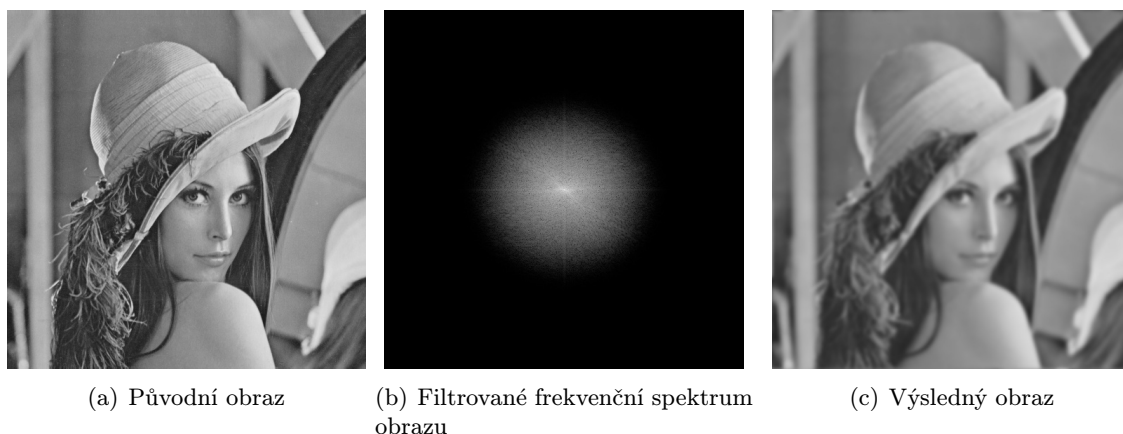 (a) Původní obraz
(b) Filtrované frekvenční spektrum
obrazu
(c) Výsledný obraz